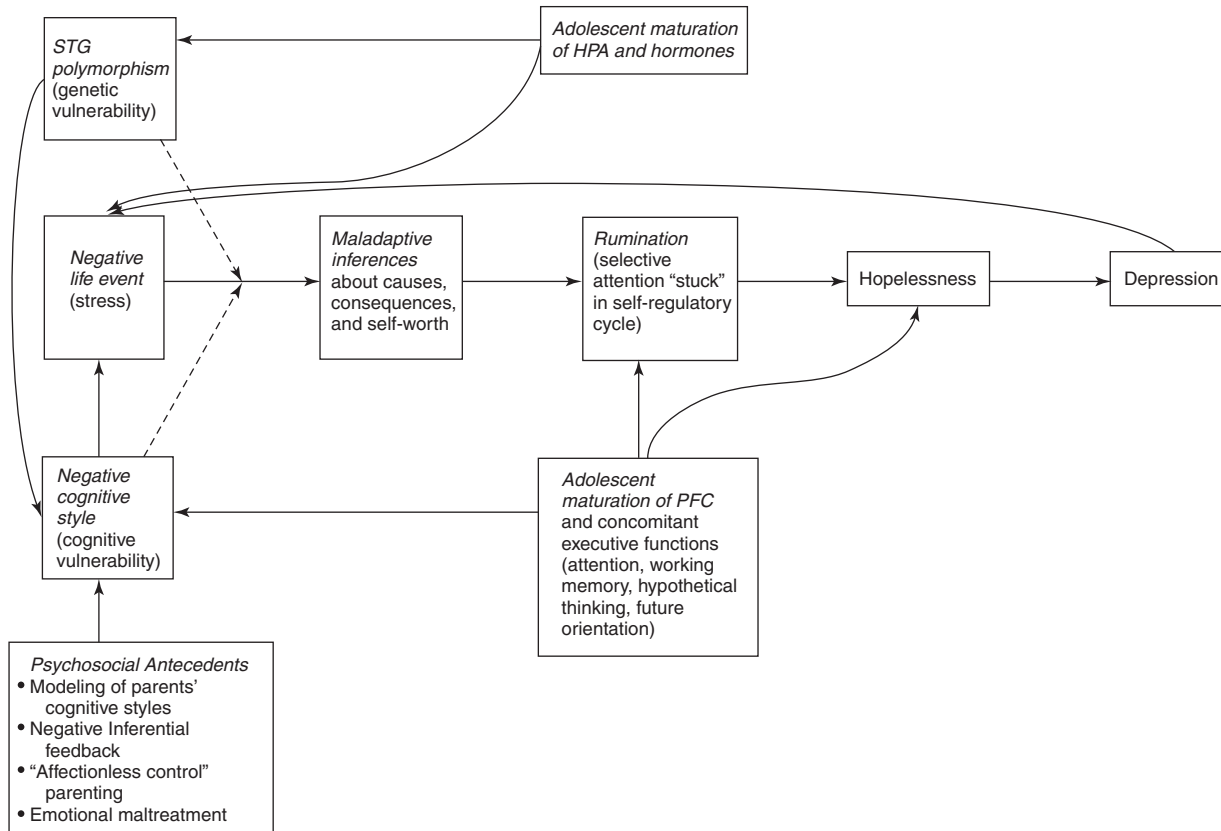 STG
polymorphism
(genetic
vulnerability)
Adolescent maturation
of HPA and hormones
Negative
life event
(stress)
Maladaptive
inferences
about causes,
consequences,
and self-worth
Rumination
(selective
attention “stuck”
in self-regulatory
cycle)
Hopelessness
Depression
Negative
cognitive
style
(cognitive
vulnerability)
Adolescent
maturation of PFC
and concomitant
executive functions
(attention, working
memory, hypothetical
thinking, future
orientation)
Psychosocial Antecedents
• Modeling of parents’
cognitive styles
• Negative Inferential
feedback
• “Affectionless control”
parenting
• Emotional maltreatment